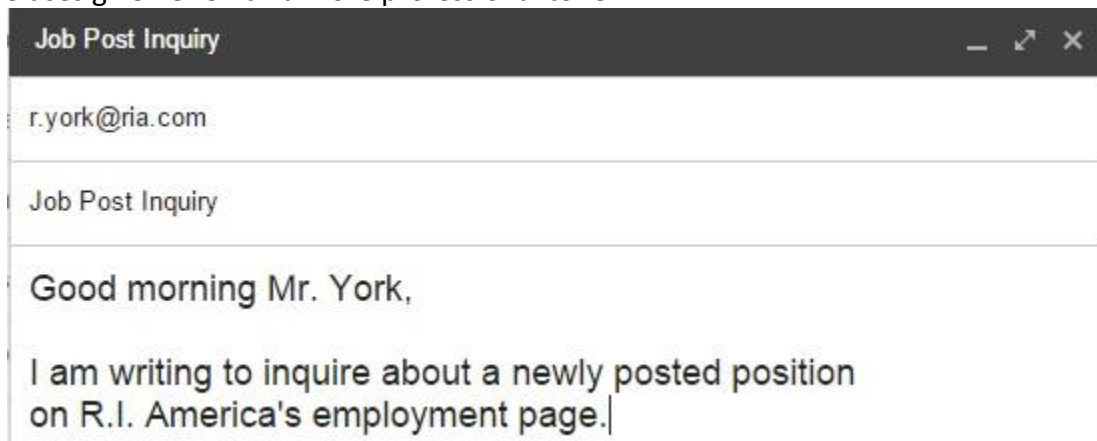 Job Post Inquiry
r.york@ria.com
Job Post Inquiry
Good morning Mr. York,
I am writing to inquire about a newly posted position
on R.I. America's employment page.